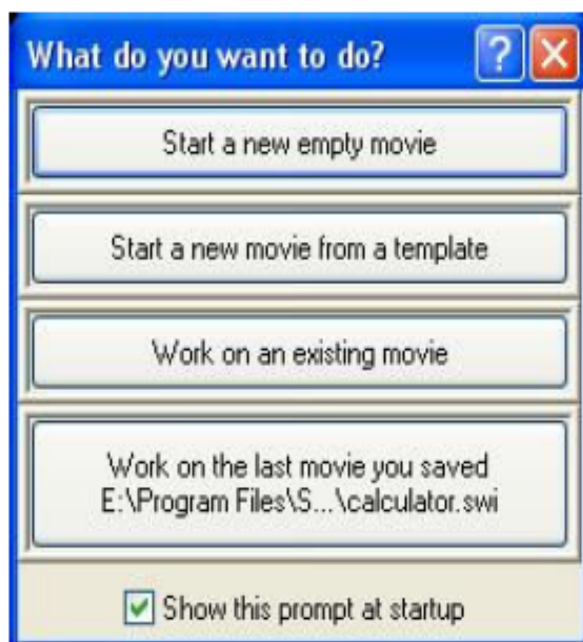 What do you want to do?
Start a new empty movie
Start a new movie from a template
Work on an existing movie
Work on the last movie you saved
E:\Program Files\S...\calculator.swi
Show this prompt at startup